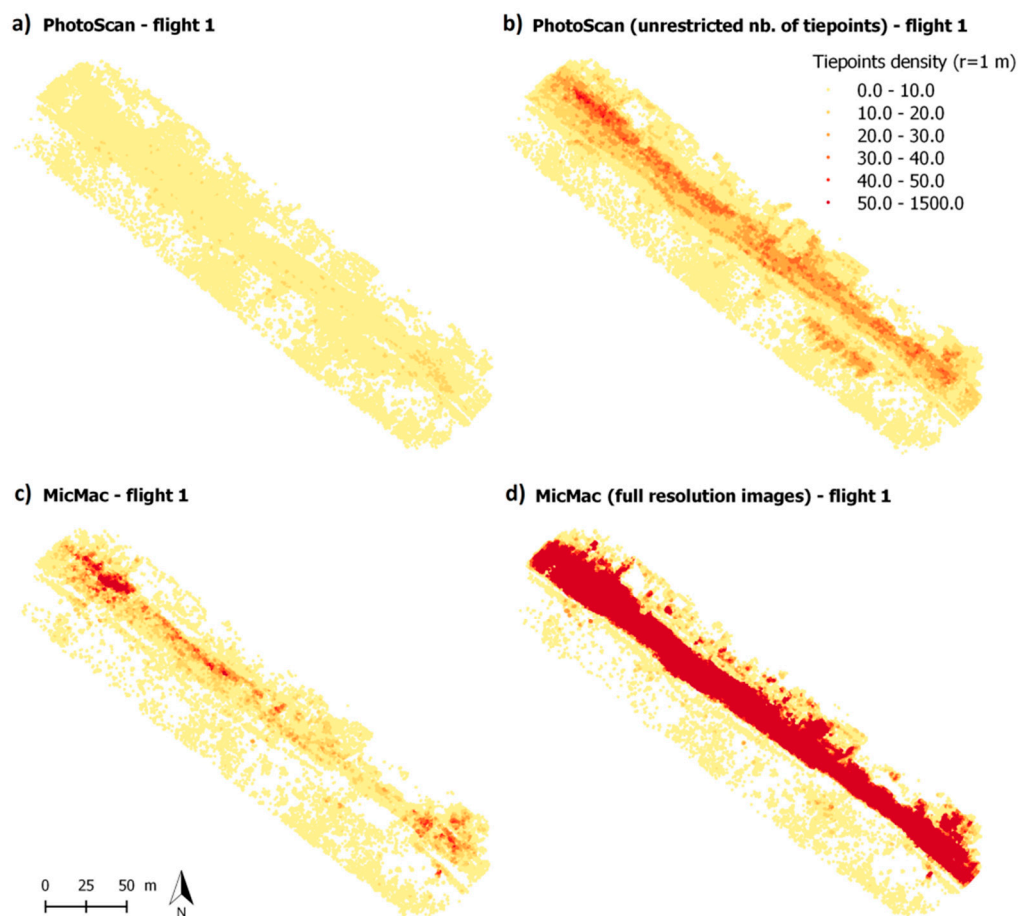 a) PhotoScan - flight 1
b) PhotoScan (unrestricted nb. of tiepoints) - flight 1
Tiepoints density (r=1 m)
0.0 - 10.0
10.0 - 20.0
20.0 - 30.0
30.0 - 40.0
40.0 - 50.0
50.0 - 1500.0
c) MicMac - flight 1
d) MicMac (full resolution images) - flight 1
0 25 50 m
N